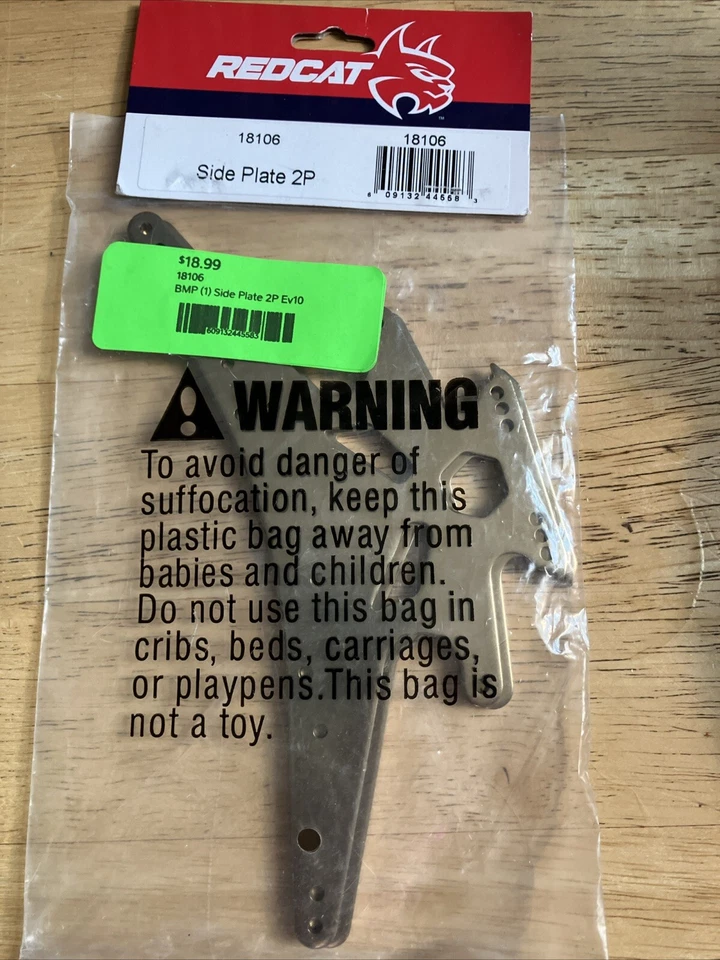 REDCAT
™
18106
18106
Side Plate 2P
6 09132 44558 3
$18.99
18106
BMP (1) Side Plate 2P Ev10
609132445583
WARNING
To avoid danger of
suffocation, keep this
plastic bag away from
babies and children.
Do not use this bag in
cribs, beds, carriages,
or playpens.This bag is
not a toy.